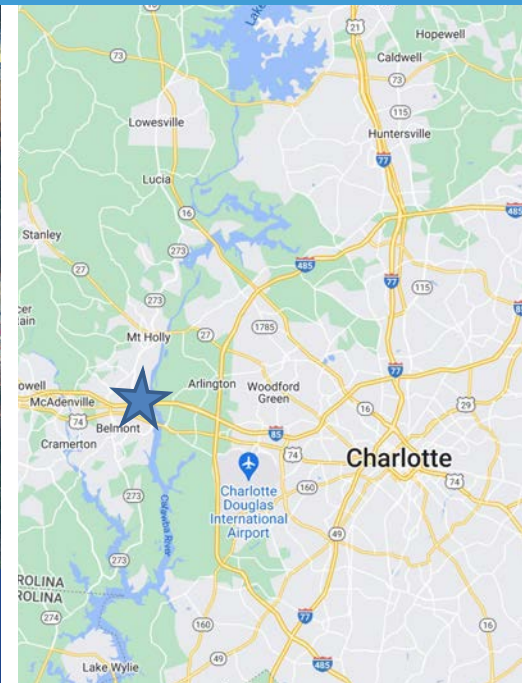 Lake
21
Hopewell
73
Caldwell
73
115
Lowesville
Huntersville
77
Lucia
16
485
Stanley
273
485
77
115
27
273
1785
Mt Holly
27
77
owell
Arlington
Woodford
Green
McAdenville
16
29
74
Belmont
85
74
Cramerton
Charlotte
74
273
Charlotte
Douglas
International
Airport
160
Catawba River
49
273
ROLINA
ROLINA
77
274
160
16
49
Lake Wylie
485